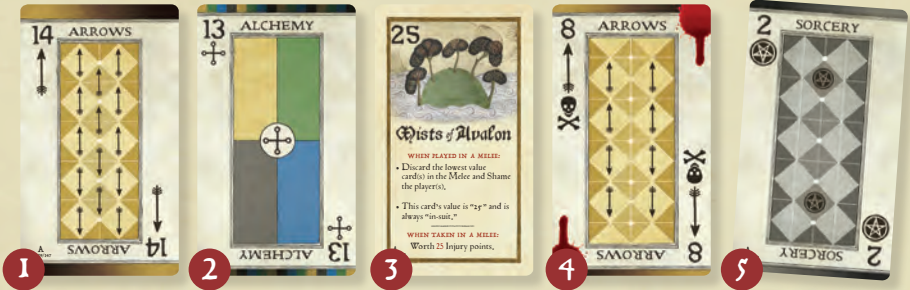 14 ARROWS
ARROWS 14
1
13 ALCHEMY
ALCHEMY 13
2
25
Mists of Avalon
WHEN PLAYED IN A MELEE:
• Discard the lowest value
card(s) in the Melee and Shame
the player(s).
• This card's value is "25" and is
always "in-suit."
WHEN TAKEN IN A MELEE:
Worth 25 Injury points.
3
8 ARROWS
ARROWS 8
4
2 SORCERY
SORCERY 2
5